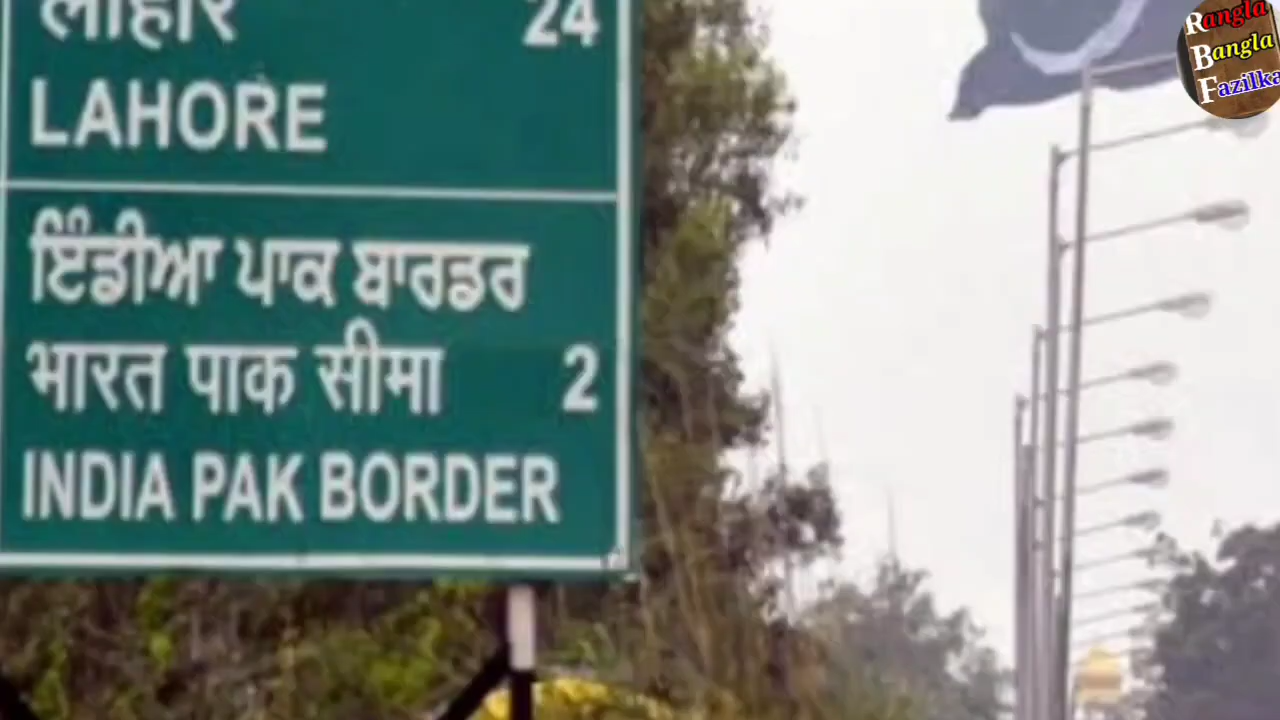 लाहौर 24
LAHORE
ਇੰਡੀਆ ਪਾਕ ਬਾਰਡਰ
भारत पाक सीमा 2
INDIA PAK BORDER
Rangla
Bangla
Fazilka